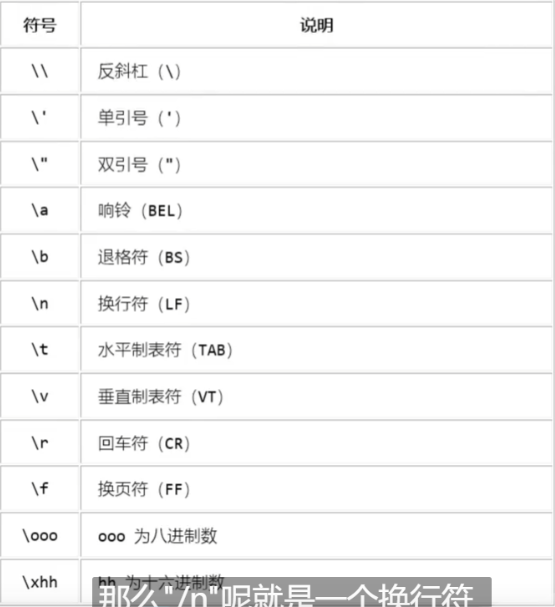 符号 说明
\\ 反斜杠（\）
\' 单引号（'）
\" 双引号（"）
\a 响铃（BEL）
\b 退格符（BS）
\n 换行符（LF）
\t 水平制表符（TAB）
\v 垂直制表符（VT）
\r 回车符（CR）
\f 换页符（FF）
\ooo ooo 为八进制数
\xhh hh 为十六进制数
那么"/n"呢就是一个换行符